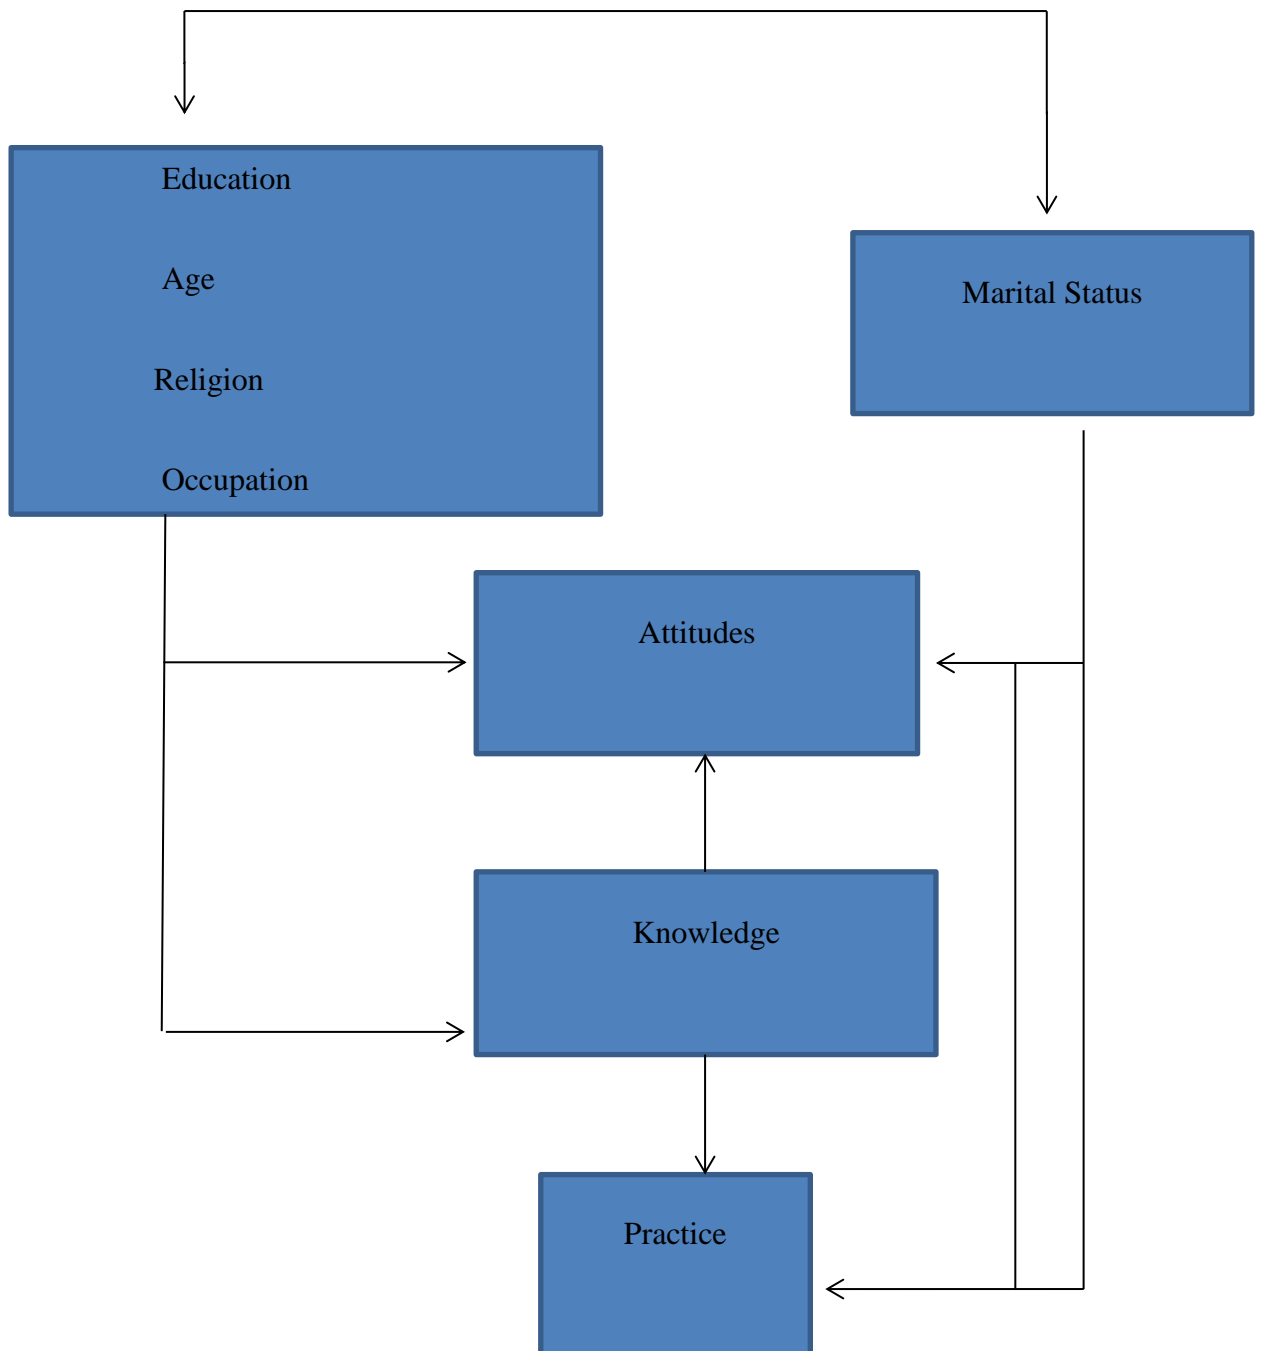 Education
Age
Religion
Occupation
Marital Status
Attitudes
Knowledge
Practice